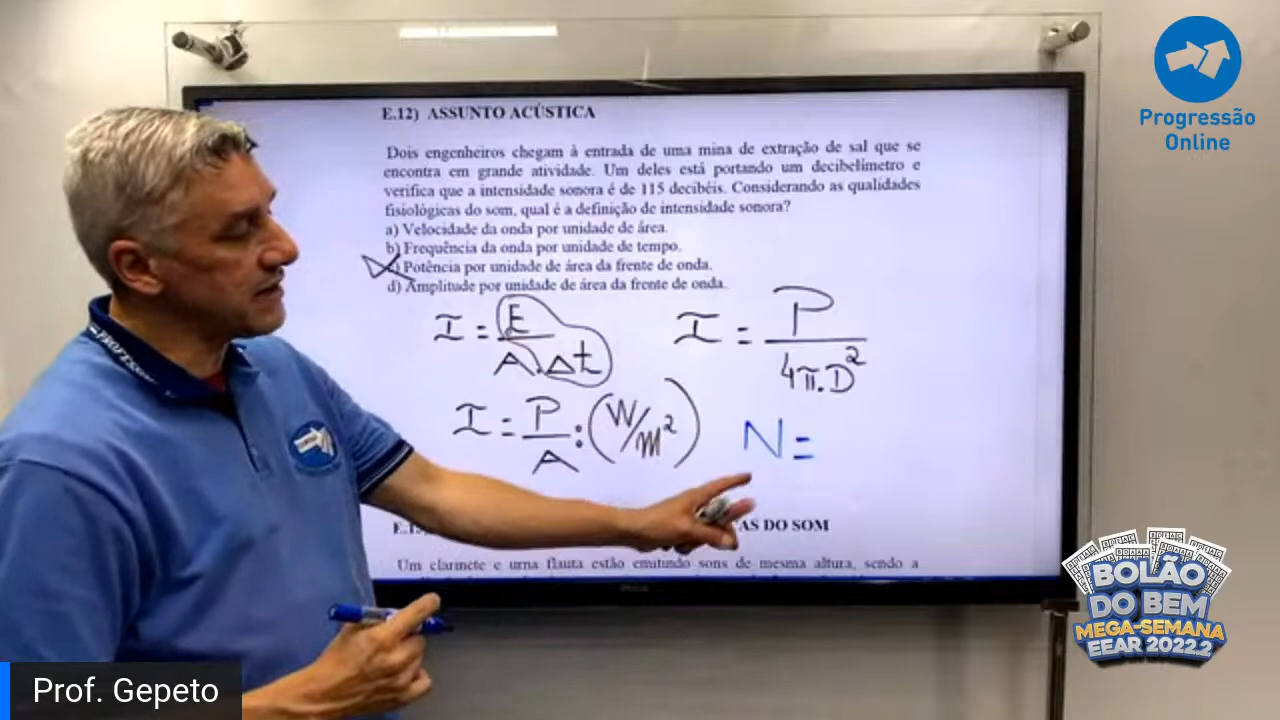 Progressão
Online
E.12) ASSUNTO ACÚSTICA
Dois engenheiros chegam à entrada de uma mina de extração de sal que se
encontra em grande atividade. Um deles está portando um decibelímetro e
verifica que a intensidade sonora é de 115 decibéis. Considerando as qualidades
fisiológicas do som, qual é a definição de intensidade sonora?
a) Velocidade da onda por unidade de área.
b) Frequência da onda por unidade de tempo.
c) Potência por unidade de área da frente de onda.
d) Amplitude por unidade de área da frente de onda.
I = E / A.Δt
I = P / 4π.D²
I = P / A : (W/m²)
N =
AS DO SOM
Um clarinete e uma flauta estão emitindo sons de mesma altura, sendo a
PROFESSOR
BOLÃO
DO BEM
MEGA-SEMANA
EEAR 2022.2
Prof. Gepeto